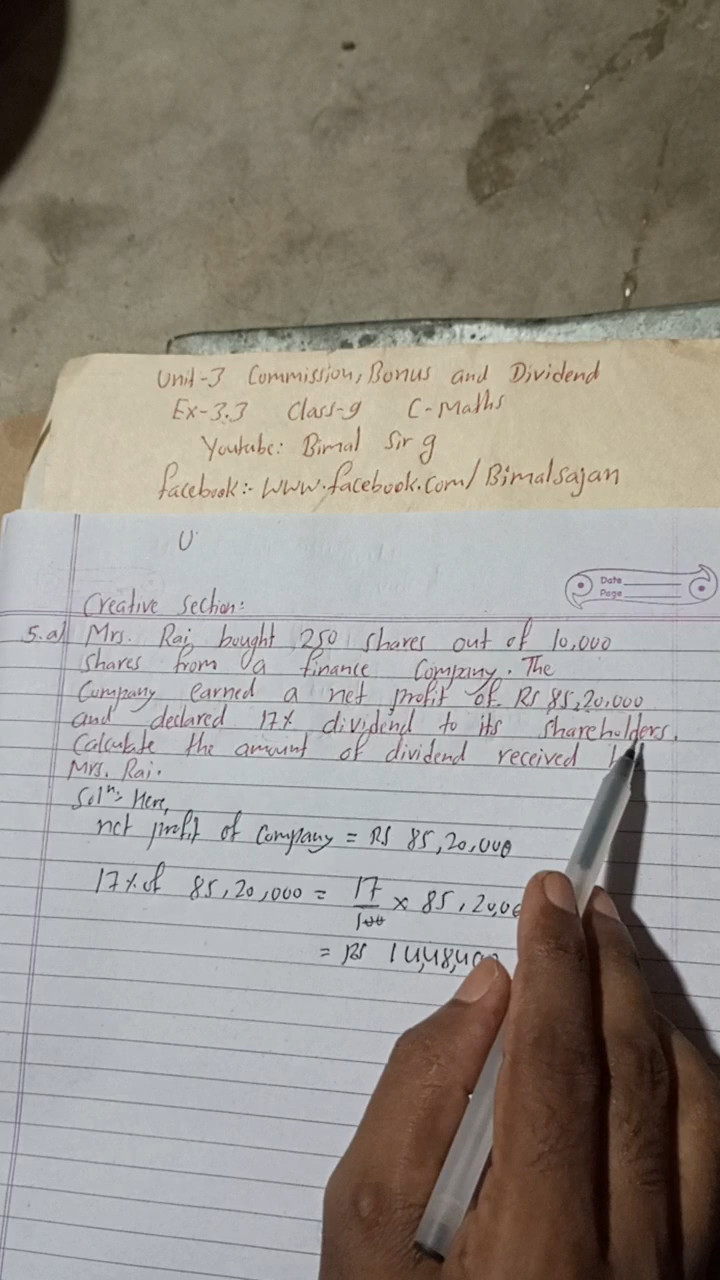 Unit-3 Commission, Bonus and Dividend
Ex-3.3 Class-9 C-Maths
Youtube: Bimal Sir g
facebook:- www.facebook.com/Bimalsajan
U
Date
Page
Creative section:
5.a) Mrs. Rai bought 250 shares out of 10,000
shares from a finance Company. The
Company earned a net profit of Rs 85,20,000
and declared 17% dividend to its shareholders.
Calculate the amount of dividend received
Mrs. Rai.
Solⁿ: Here,
net profit of Company = Rs 85,20,000
17% of 85,20,000 = 17/100 × 85,20,00
= Rs 14,48,400